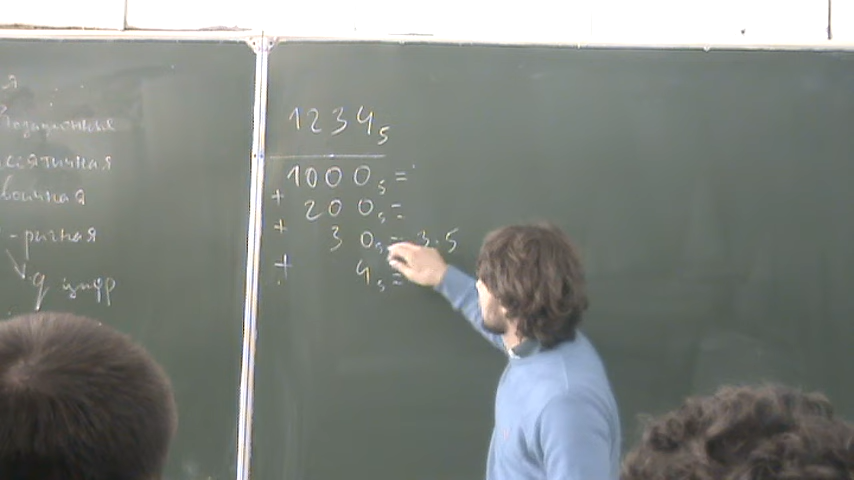 я
Позиционная
десятичная
двоичная
q-ричная
q цифр
1234₅
1000₅ =
+ 200₅ =
+ 30₅ = 3·5
+ 4₅ =